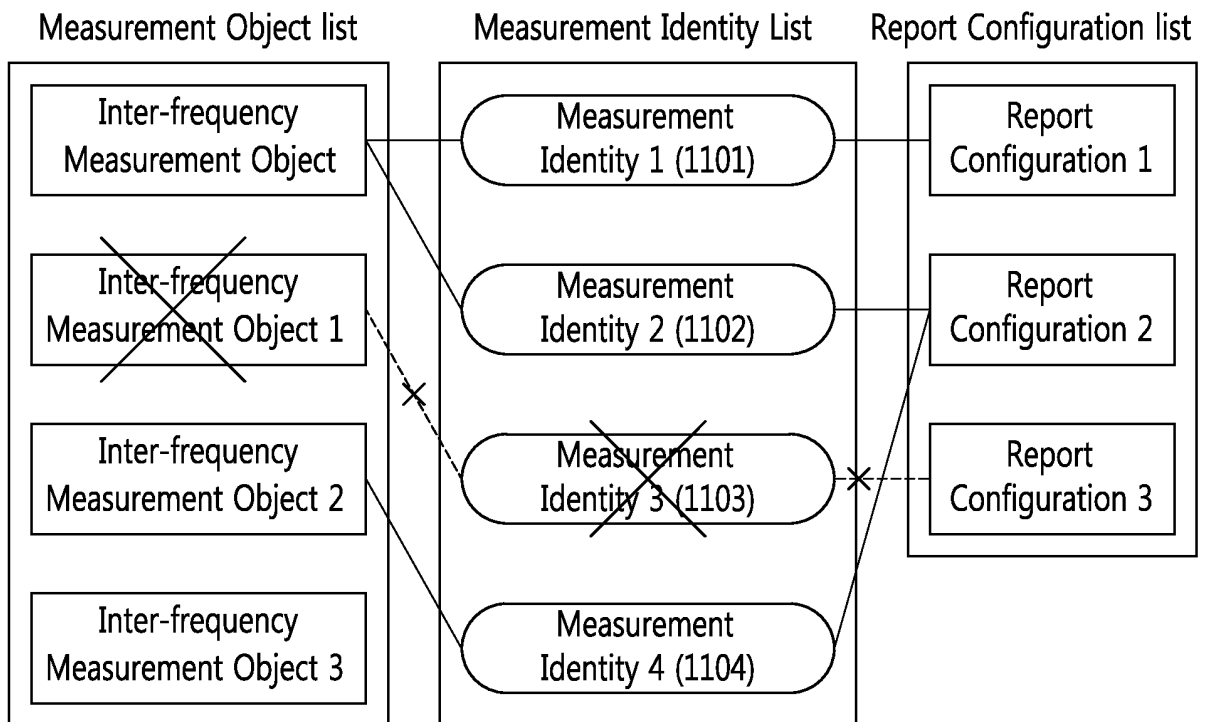 Measurement Object list
Measurement Identity List
Report Configuration list
Inter-frequency
Measurement Object
Measurement
Identity 1 (1101)
Report
Configuration 1
Inter-frequency
Measurement Object 1
Measurement
Identity 2 (1102)
Report
Configuration 2
Inter-frequency
Measurement Object 2
Measurement
Identity 3 (1103)
Report
Configuration 3
Inter-frequency
Measurement Object 3
Measurement
Identity 4 (1104)